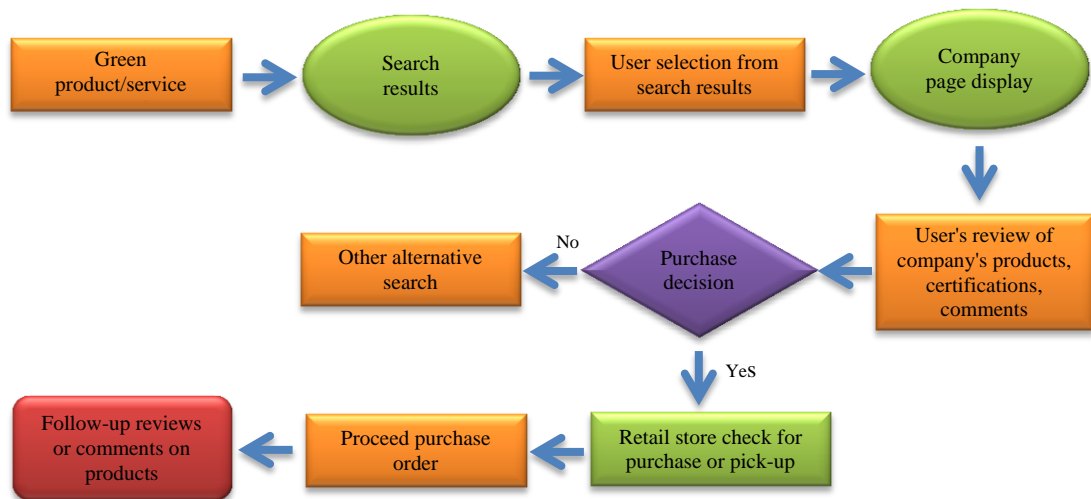 Green
product/service
Search
results
User selection from
search results
Company
page display
User's review of
company's products,
certifications,
comments
Purchase
decision
No
Other alternative
search
Yes
Retail store check for
purchase or pick-up
Proceed purchase
order
Follow-up reviews
or comments on
products